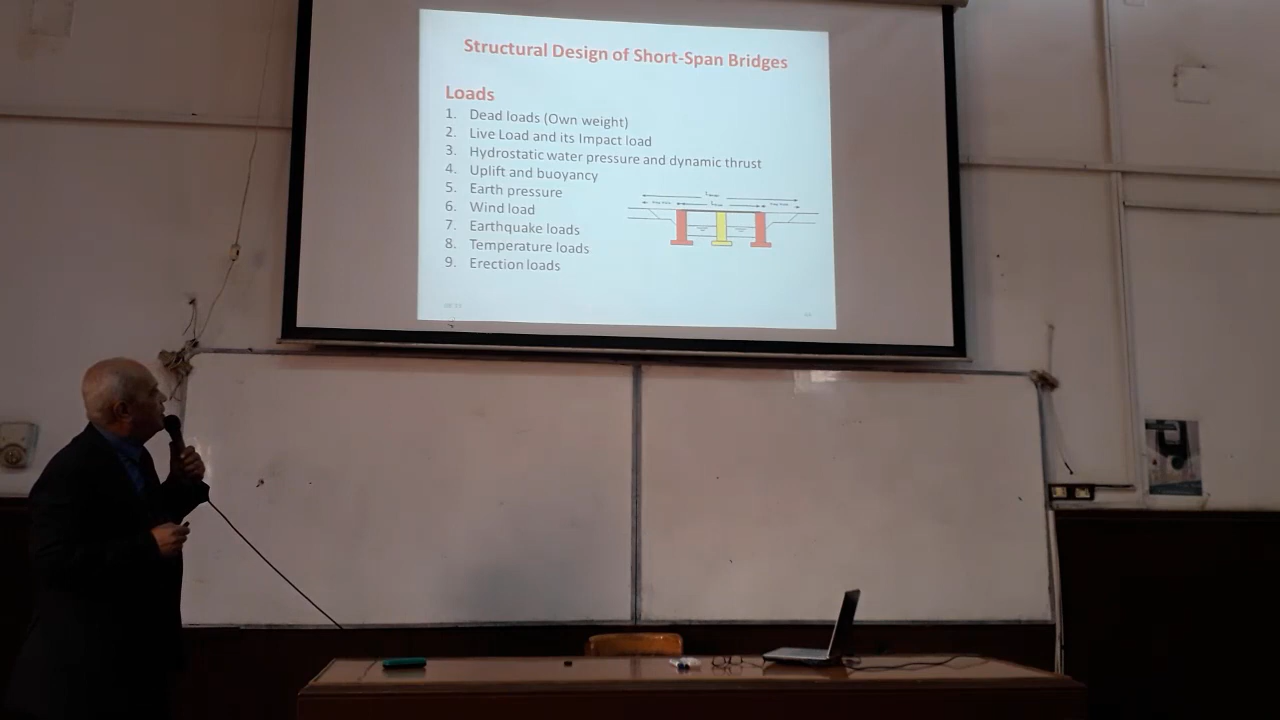 Structural Design of Short-Span Bridges
Loads
1. Dead loads (Own weight)
2. Live Load and its Impact load
3. Hydrostatic water pressure and dynamic thrust
4. Uplift and buoyancy
5. Earth pressure
6. Wind load
7. Earthquake loads
8. Temperature loads
9. Erection loads